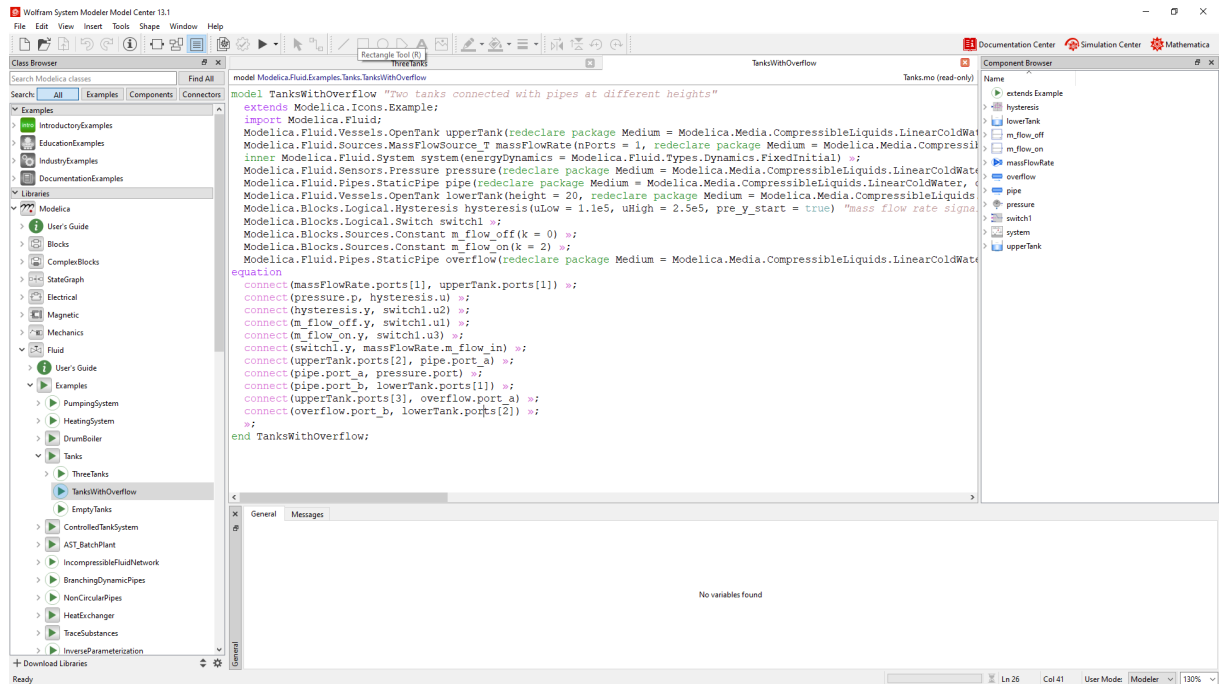 Wolfram System Modeler Model Center 13.1
File Edit View Insert Tools Shape Window Help
Rectangle Tool (R)
Documentation Center Simulation Center Mathematica
Class Browser
ThreeTanks
TanksWithOverflow
Component Browser
Search Modelica classes Find All
model Modelica.Fluid.Examples.Tanks.TanksWithOverflow Tanks.mo (read-only)
Name
Search: All Examples Components Connectors
Examples
IntroductoryExamples
EducationExamples
IndustryExamples
DocumentationExamples
Libraries
Modelica
User's Guide
Blocks
ComplexBlocks
StateGraph
Electrical
Magnetic
Mechanics
Fluid
User's Guide
Examples
PumpingSystem
HeatingSystem
DrumBoiler
Tanks
ThreeTanks
TanksWithOverflow
EmptyTanks
ControlledTankSystem
AST_BatchPlant
IncompressibleFluidNetwork
BranchingDynamicPipes
NonCircularPipes
HeatExchanger
TraceSubstances
InverseParameterization
+ Download Libraries
model TanksWithOverflow "Two tanks connected with pipes at different heights"
extends Modelica.Icons.Example;
import Modelica.Fluid;
Modelica.Fluid.Vessels.OpenTank upperTank(redeclare package Medium = Modelica.Media.CompressibleLiquids.LinearColdWat
Modelica.Fluid.Sources.MassFlowSource_T massFlowRate(nPorts = 1, redeclare package Medium = Modelica.Media.Compressi
inner Modelica.Fluid.System system(energyDynamics = Modelica.Fluid.Types.Dynamics.FixedInitial) »;
Modelica.Fluid.Sensors.Pressure pressure(redeclare package Medium = Modelica.Media.CompressibleLiquids.LinearColdWate
Modelica.Fluid.Pipes.StaticPipe pipe(redeclare package Medium = Modelica.Media.CompressibleLiquids.LinearColdWater,
Modelica.Fluid.Vessels.OpenTank lowerTank(height = 20, redeclare package Medium = Modelica.Media.CompressibleLiquids
Modelica.Blocks.Logical.Hysteresis hysteresis(uLow = 1.1e5, uHigh = 2.5e5, pre_y_start = true) "mass flow rate signa
Modelica.Blocks.Logical.Switch switch1 »;
Modelica.Blocks.Sources.Constant m_flow_off(k = 0) »;
Modelica.Blocks.Sources.Constant m_flow_on(k = 2) »;
Modelica.Fluid.Pipes.StaticPipe overflow(redeclare package Medium = Modelica.Media.CompressibleLiquids.LinearColdWate
equation
connect(massFlowRate.ports[1], upperTank.ports[1]) »;
connect(pressure.p, hysteresis.u) »;
connect(hysteresis.y, switch1.u2) »;
connect(m_flow_off.y, switch1.u1) »;
connect(m_flow_on.y, switch1.u3) »;
connect(switch1.y, massFlowRate.m_flow_in) »;
connect(upperTank.ports[2], pipe.port_a) »;
connect(pipe.port_a, pressure.port) »;
connect(pipe.port_b, lowerTank.ports[1]) »;
connect(upperTank.ports[3], overflow.port_a) »;
connect(overflow.port_b, lowerTank.ports[2]) »;
»;
end TanksWithOverflow;
extends Example
hysteresis
lowerTank
m_flow_off
m_flow_on
massFlowRate
overflow
pipe
pressure
switch1
system
upperTank
General Messages
No variables found
General
Ready
Ln 26 Col 41 User Mode: Modeler 130%